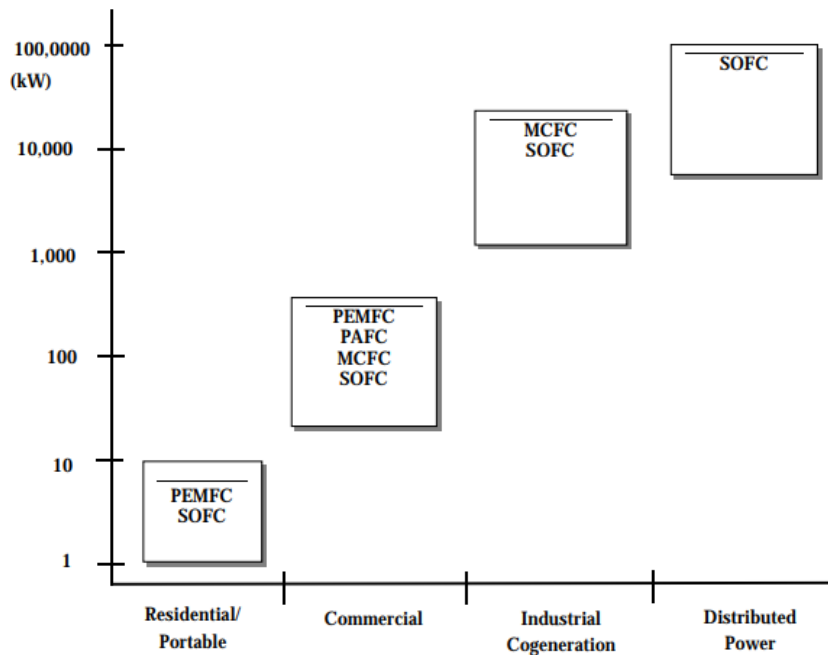 100,0000
(kW)
10,000
1,000
100
10
1
SOFC
MCFC
SOFC
PEMFC
PAFC
MCFC
SOFC
PEMFC
SOFC
Residential/
Portable
Commercial
Industrial
Cogeneration
Distributed
Power